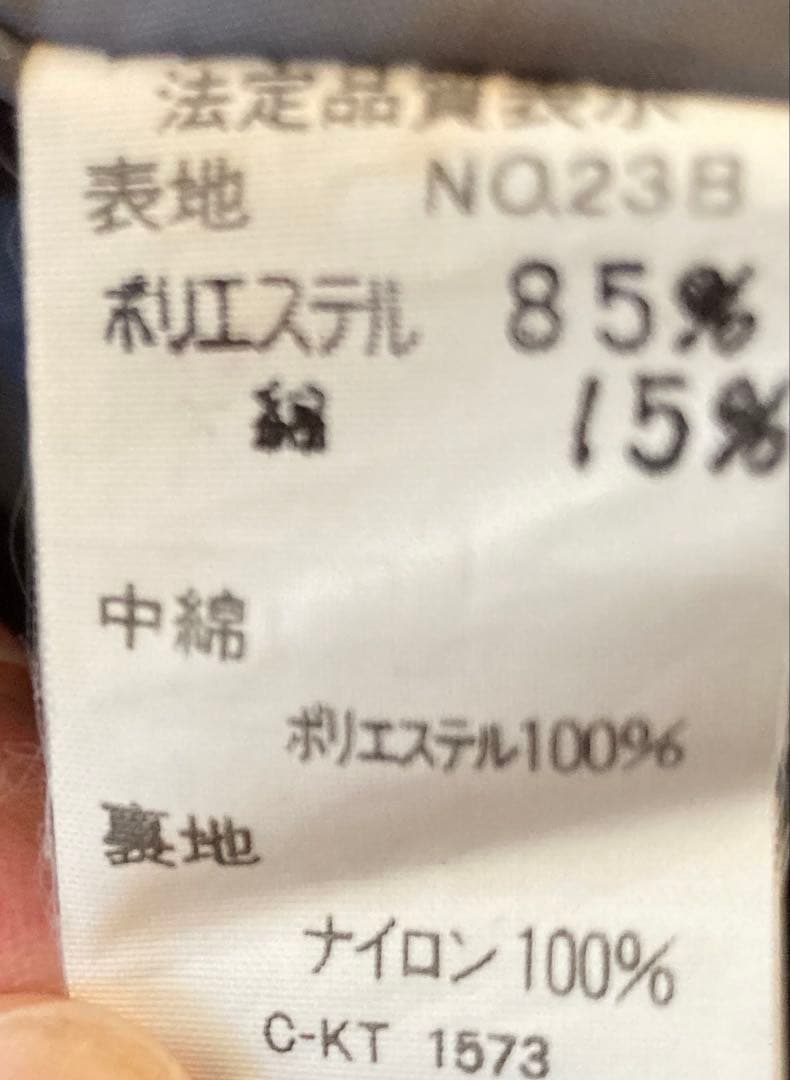 法定品質表示
表地 NO.23B
ポリエステル 85%
綿 15%
中綿
ポリエステル100%
裏地
ナイロン100%
C-KT 1573